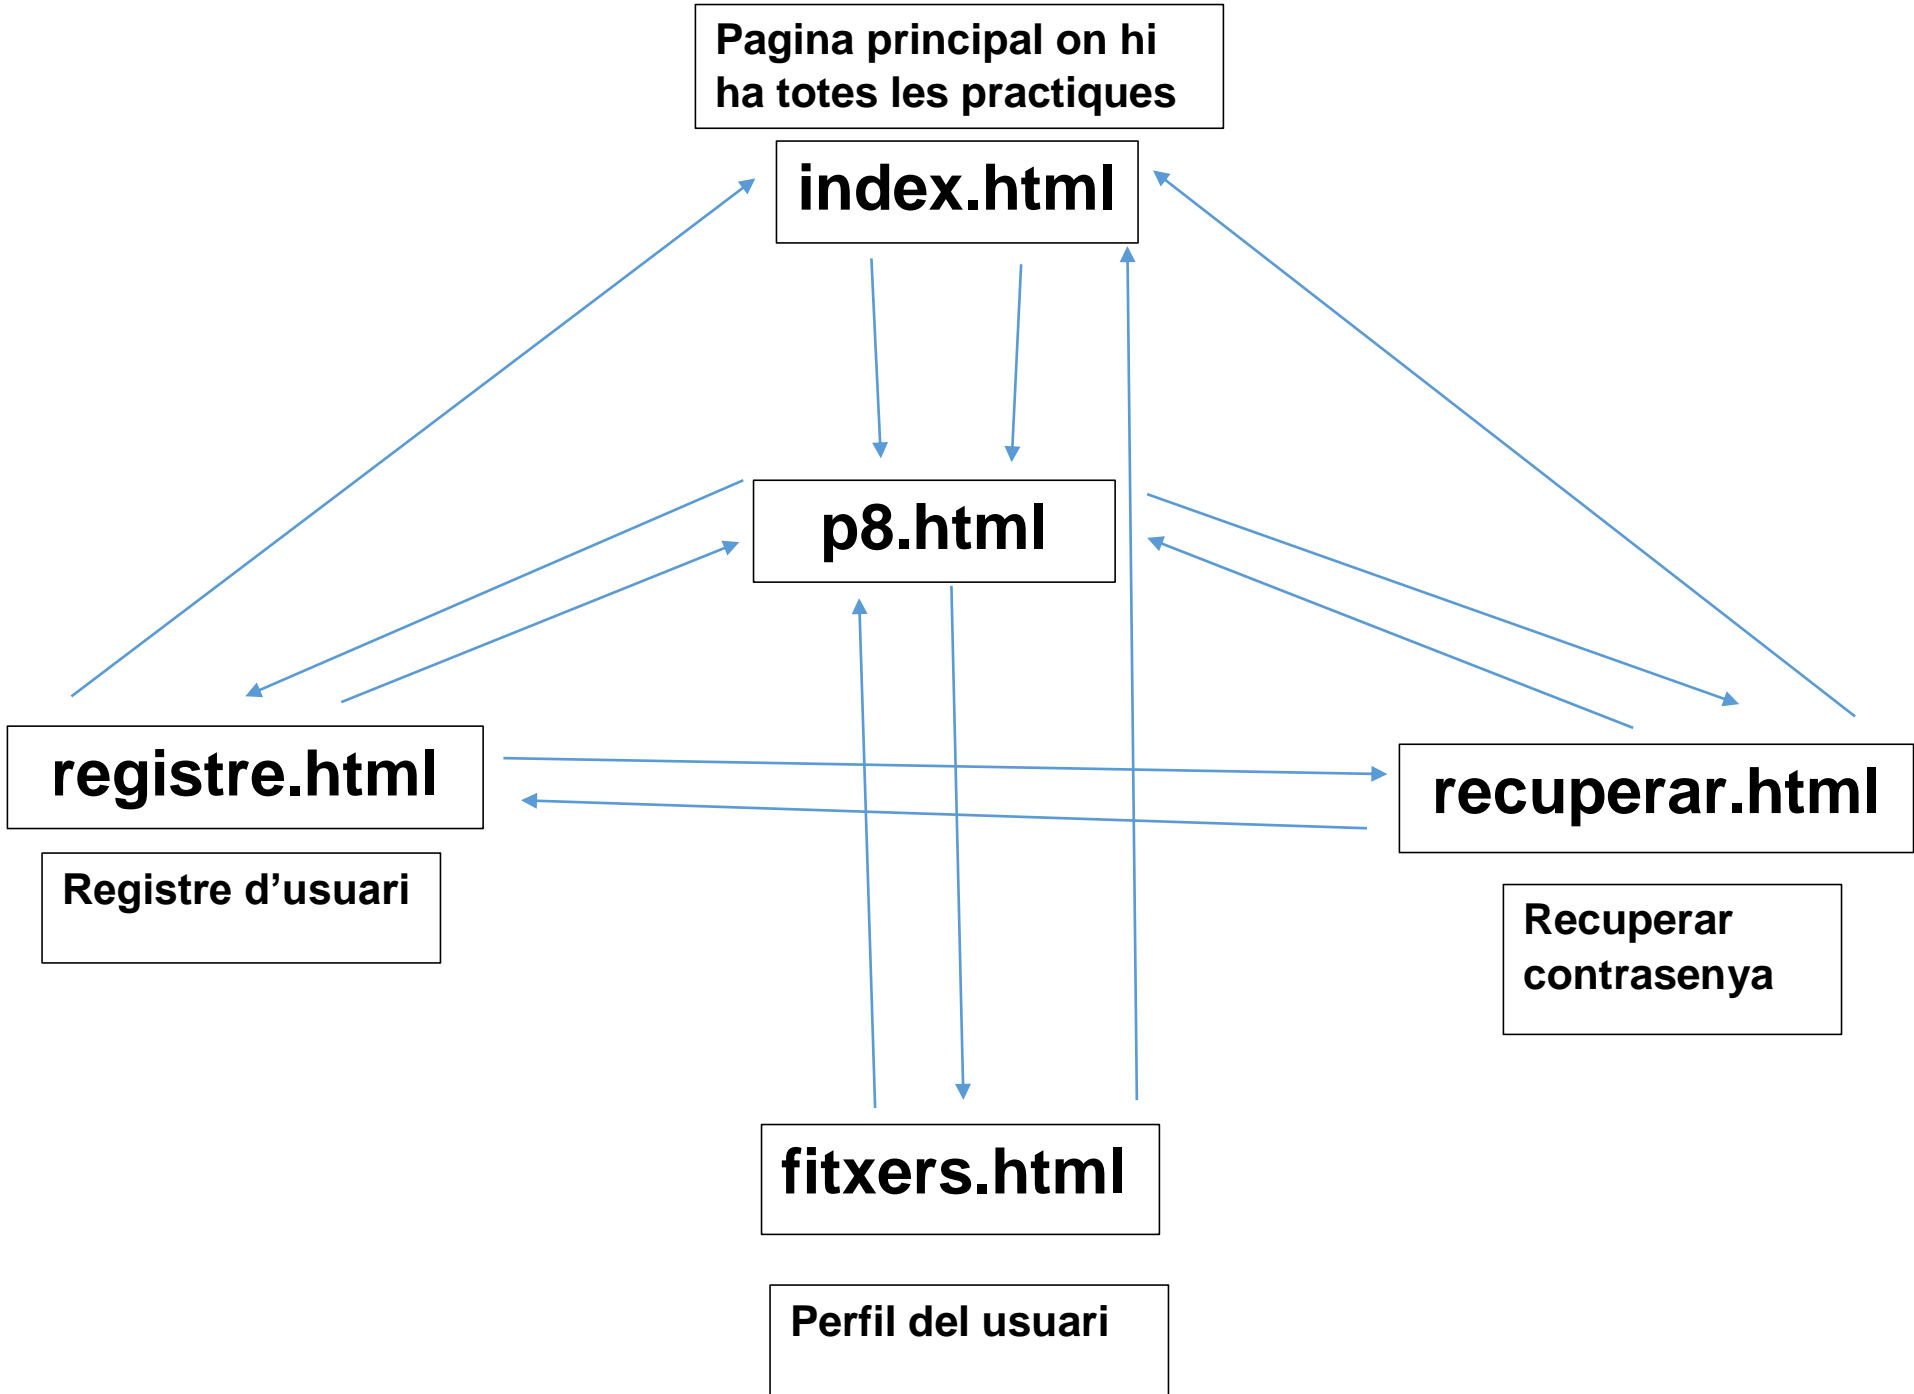 Pagina principal on hi
ha totes les practiques
index.html
p8.html
registre.html
recuperar.html
Registre d’usuari
Recuperar
contrasenya
fitxers.html
Perfil del usuari